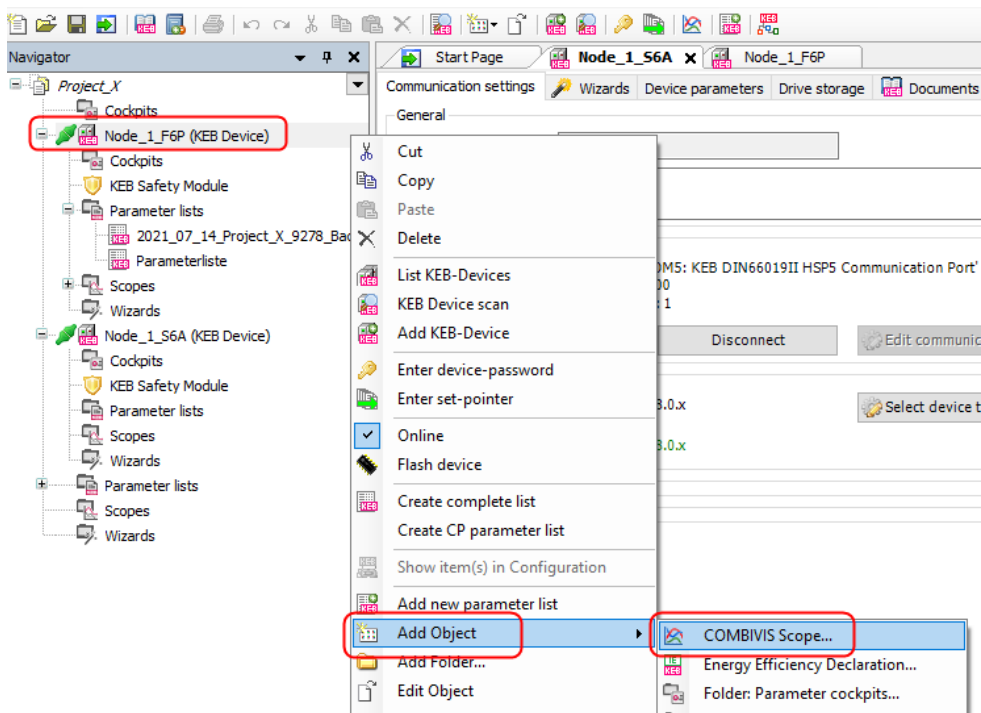 Navigator
Start Page
Node_1_S6A
Node_1_F6P
Project_X
Communication settings
Wizards
Device parameters
Drive storage
Documents
Cockpits
General
Node_1_F6P (KEB Device)
Cockpits
KEB Safety Module
Parameter lists
2021_07_14_Project_X_9278_Bac
Parameterliste
Scopes
Wizards
Node_1_S6A (KEB Device)
Cockpits
KEB Safety Module
Parameter lists
Scopes
Wizards
Parameter lists
Scopes
Wizards
Cut
Copy
Paste
Delete
List KEB-Devices
KEB Device scan
Add KEB-Device
Enter device-password
Enter set-pointer
Online
Flash device
Create complete list
Create CP parameter list
Show item(s) in Configuration
Add new parameter list
Add Object
Add Folder...
Edit Object
OM5: KEB DIN66019II HSP5 Communication Port'
00
: 1
Disconnect
Edit communic
3.0.x
Select device t
3.0.x
COMBIVIS Scope...
Energy Efficiency Declaration...
Folder: Parameter cockpits...